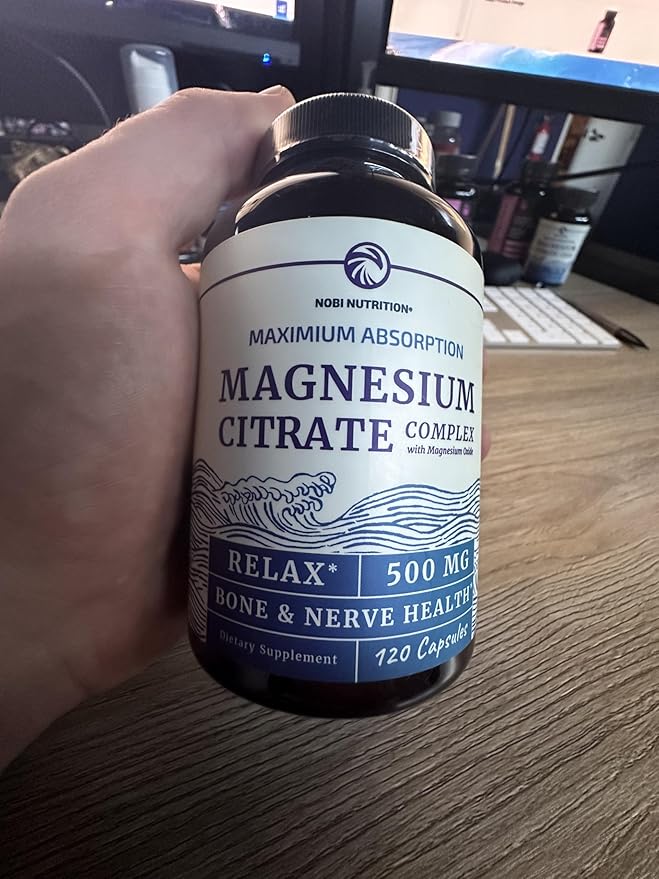 NOBI NUTRITION®
MAXIMIUM ABSORPTION
MAGNESIUM
CITRATE COMPLEX
with Magnesium Oxide
RELAX* 500 MG
BONE & NERVE HEALTH*
Dietary Supplement 120 Capsules